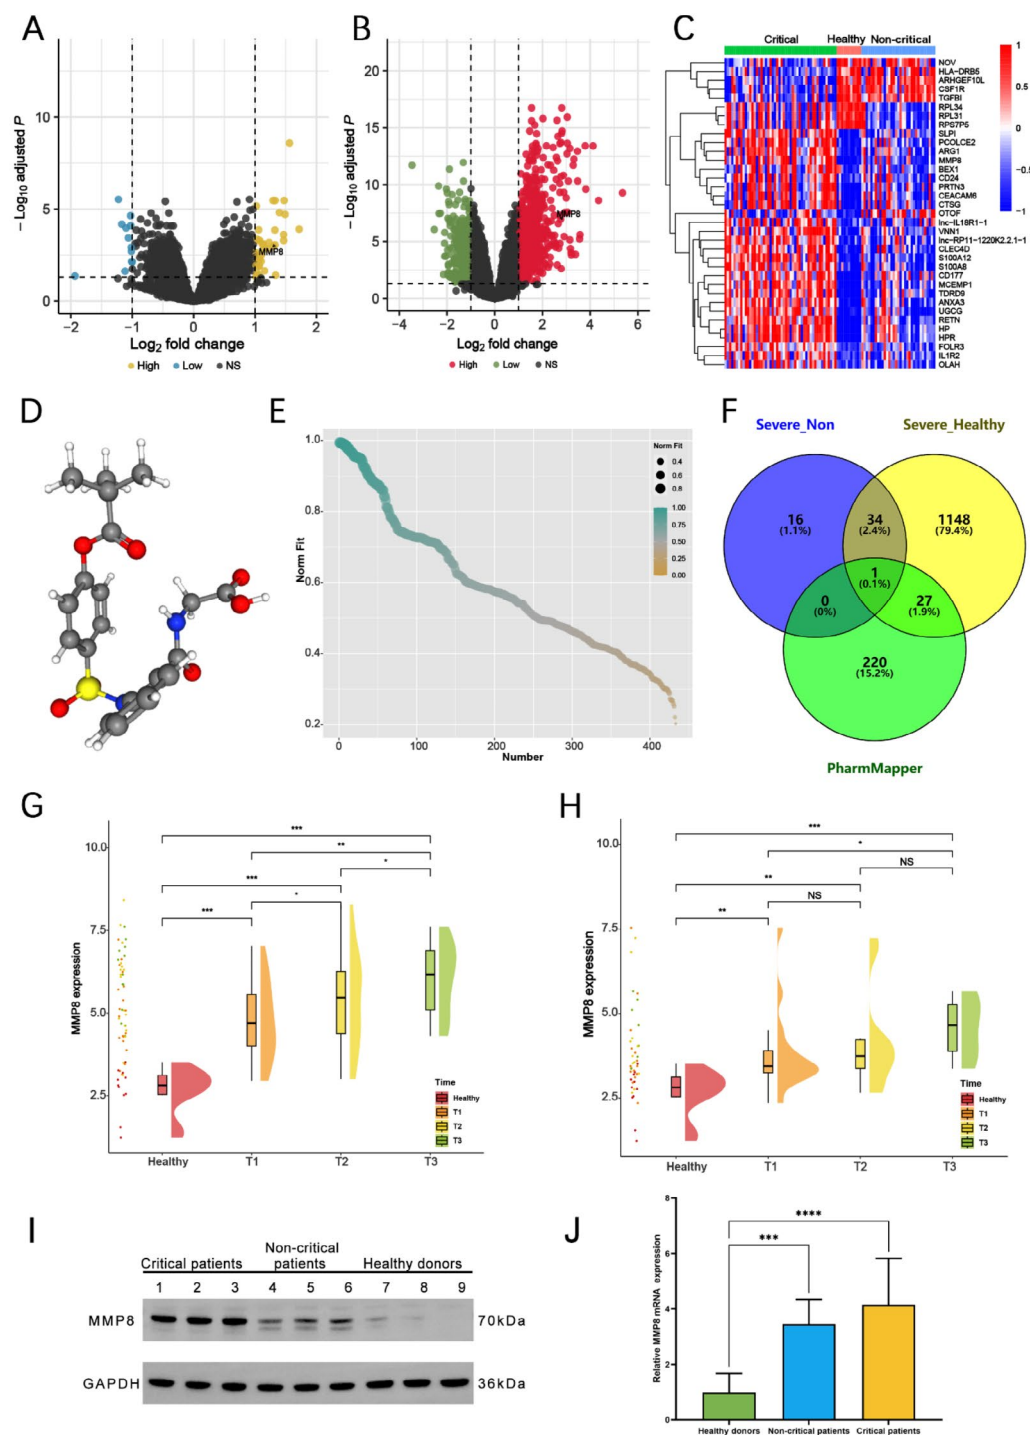 A
− Log10 adjusted P
10
5
0
−2
−1
0
1
2
MMP8
Log2 fold change
High
Low
NS
B
− Log10 adjusted P
20
15
10
5
0
−4
−2
0
2
4
6
MMP8
Log2 fold change
High
Low
NS
C
Critical
Healthy
Non−critical
NOV
HLA−DRB5
ARHGEF10L
CSF1R
TGFBI
RPL34
RPL31
RPS7P5
SLPI
PCOLCE2
ARG1
MMP8
BEX1
CD24
PRTN3
CEACAM6
CTSG
OTOF
lnc−IL18R1−1
VNN1
lnc−RP11−1220K2.2.1−1
CLEC4D
S100A12
S100A8
CD177
MCEMP1
TDRD9
ANXA3
UGCG
RETN
HP
HPR
FOLR3
IL1R2
OLAH
1
0.5
0
−0.5
−1
D
E
Norm Fit
1.0
0.8
0.6
0.4
0.2
0
100
200
300
400
Number
Norm Fit
0.4
0.6
0.8
1.00
0.75
0.50
0.25
0.00
F
Severe_Non
Severe_Healthy
16
(1.1%)
34
(2.4%)
1148
(79.4%)
1
(0.1%)
0
(0%)
27
(1.9%)
220
(15.2%)
PharmMapper
G
MMP8 expression
10.0
7.5
5.0
2.5
***
**
*
***
*
***
Time
Healthy
T1
T2
T3
Healthy
T1
T2
T3
H
MMP8 expression
10.0
7.5
5.0
2.5
***
*
NS
**
NS
**
Time
Healthy
T1
T2
T3
Healthy
T1
T2
T3
I
Critical patients
Non-critical
patients
Healthy donors
1 2 3 4 5 6 7 8 9
MMP8
70kDa
GAPDH
36kDa
J
Relative MMP8 mRNA expression
8
6
4
2
0
****
***
Healthy donors
Non-critical patients
Critical patients